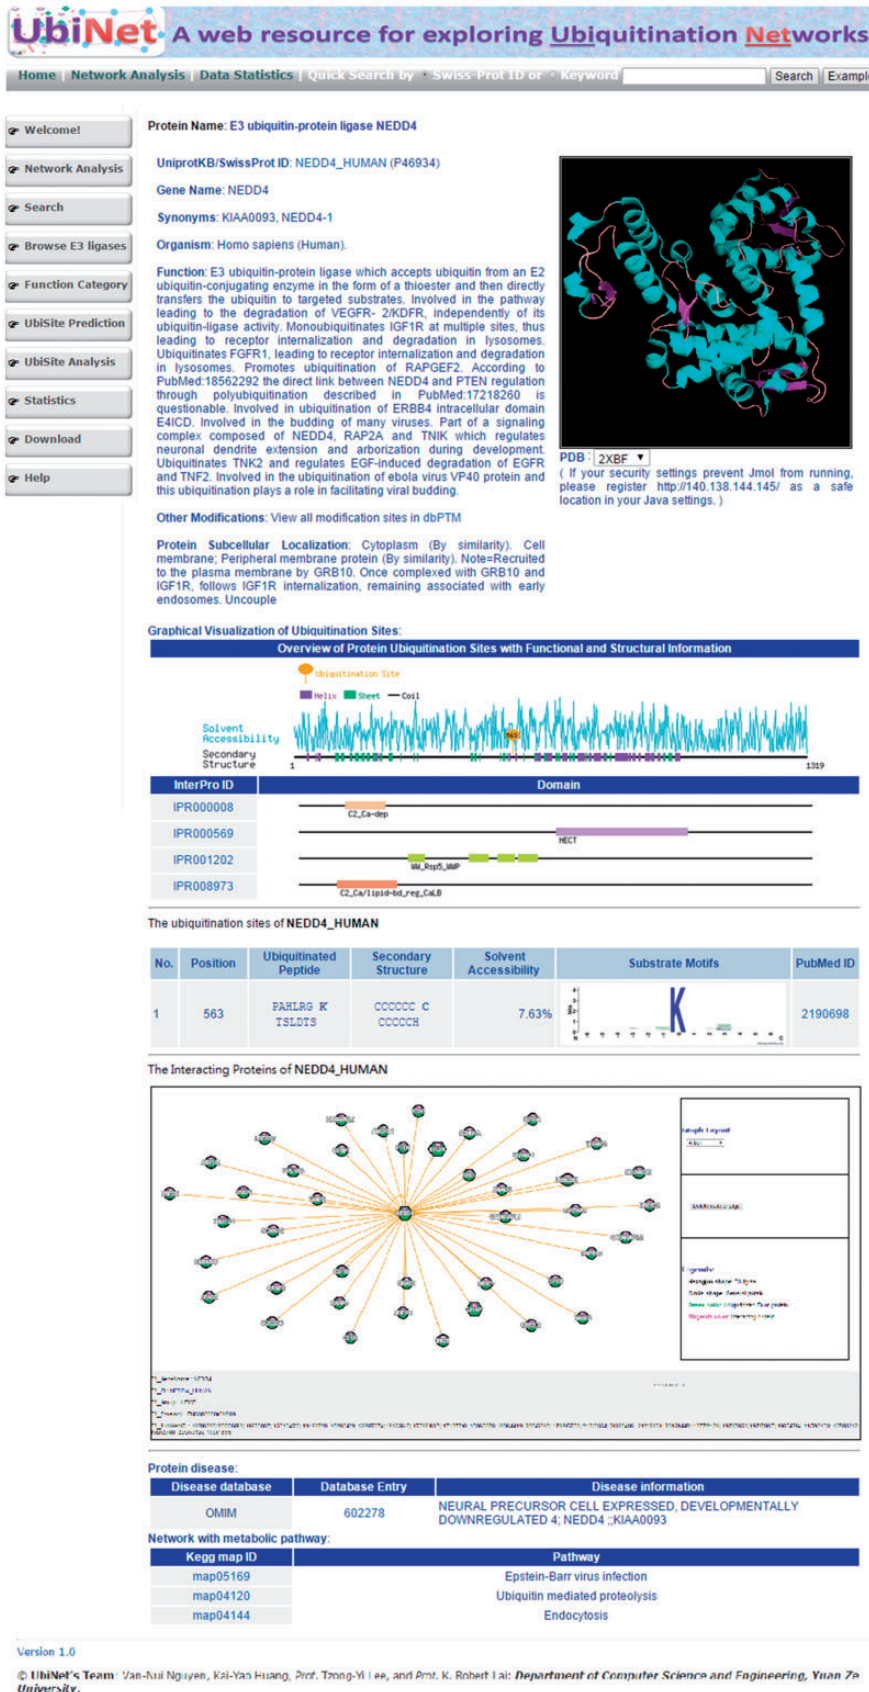 UbiNet A web resource for exploring Ubiquitination Networks
Home | Network Analysis | Data Statistics | Quick Search by Swiss-Prot ID or Keyword Search Example
Welcome!
Network Analysis
Search
Browse E3 ligases
Function Category
UbiSite Prediction
UbiSite Analysis
Statistics
Download
Help
Protein Name: E3 ubiquitin-protein ligase NEDD4
UniprotKB/SwissProt ID: NEDD4_HUMAN (P46934)
Gene Name: NEDD4
Synonyms: KIAA0093, NEDD4-1
Organism: Homo sapiens (Human).
Function: E3 ubiquitin-protein ligase which accepts ubiquitin from an E2
ubiquitin-conjugating enzyme in the form of a thioester and then directly
transfers the ubiquitin to targeted substrates. Involved in the pathway
leading to the degradation of VEGFR- 2/KDFR, independently of its
ubiquitin-ligase activity. Monoubiquitinates IGF1R at multiple sites, thus
leading to receptor internalization and degradation in lysosomes.
Ubiquitinates FGFR1, leading to receptor internalization and degradation
in lysosomes. Promotes ubiquitination of RAPGEF2. According to
PubMed:18562292 the direct link between NEDD4 and PTEN regulation
through polyubiquitination described in PubMed:17218260 is
questionable. Involved in ubiquitination of ERBB4 intracellular domain
E4ICD. Involved in the budding of many viruses. Part of a signaling
complex composed of NEDD4, RAP2A and TNIK which regulates
neuronal dendrite extension and arborization during development.
Ubiquitinates TNK2 and regulates EGF-induced degradation of EGFR
and TNF2. Involved in the ubiquitination of ebola virus VP40 protein and
this ubiquitination plays a role in facilitating viral budding.
Other Modifications: View all modification sites in dbPTM
Protein Subcellular Localization: Cytoplasm (By similarity). Cell
membrane; Peripheral membrane protein (By similarity). Note=Recruited
to the plasma membrane by GRB10. Once complexed with GRB10 and
IGF1R, follows IGF1R internalization, remaining associated with early
endosomes. Uncouple
PDB : 2XBF
( If your security settings prevent Jmol from running,
please register http://140.138.144.145/ as a safe
location in your Java settings. )
Graphical Visualization of Ubiquitination Sites:
Overview of Protein Ubiquitination Sites with Functional and Structural Information
Ubiquitination Site
Helix Sheet Coil
Solvent
Accessibility
563
Secondary
Structure
1 1319
InterPro ID Domain
IPR000008 C2_Ca-dep
IPR000569 HECT
IPR001202 WW_Rsp5_WWP
IPR008973 C2_Ca/lipid-bd_reg_CaLB
The ubiquitination sites of NEDD4_HUMAN
No. Position Ubiquitinated Peptide Secondary Structure Solvent Accessibility Substrate Motifs PubMed ID
1 563 PAHLRG K TSLDTS CCCCCC C CCCCCH 7.63% K 2190698
The Interacting Proteins of NEDD4_HUMAN
Protein disease:
Disease database Database Entry Disease information
OMIM 602278 NEURAL PRECURSOR CELL EXPRESSED, DEVELOPMENTALLY
DOWNREGULATED 4; NEDD4 ;;KIAA0093
Network with metabolic pathway:
Kegg map ID Pathway
map05169 Epstein-Barr virus infection
map04120 Ubiquitin mediated proteolysis
map04144 Endocytosis
Version 1.0
© UbiNet's Team: Van-Nui Nguyen, Kai-Yao Huang, Prof. Tzong-Yi Lee, and Prof. K. Robert Lai: Department of Computer Science and Engineering, Yuan Ze
University.